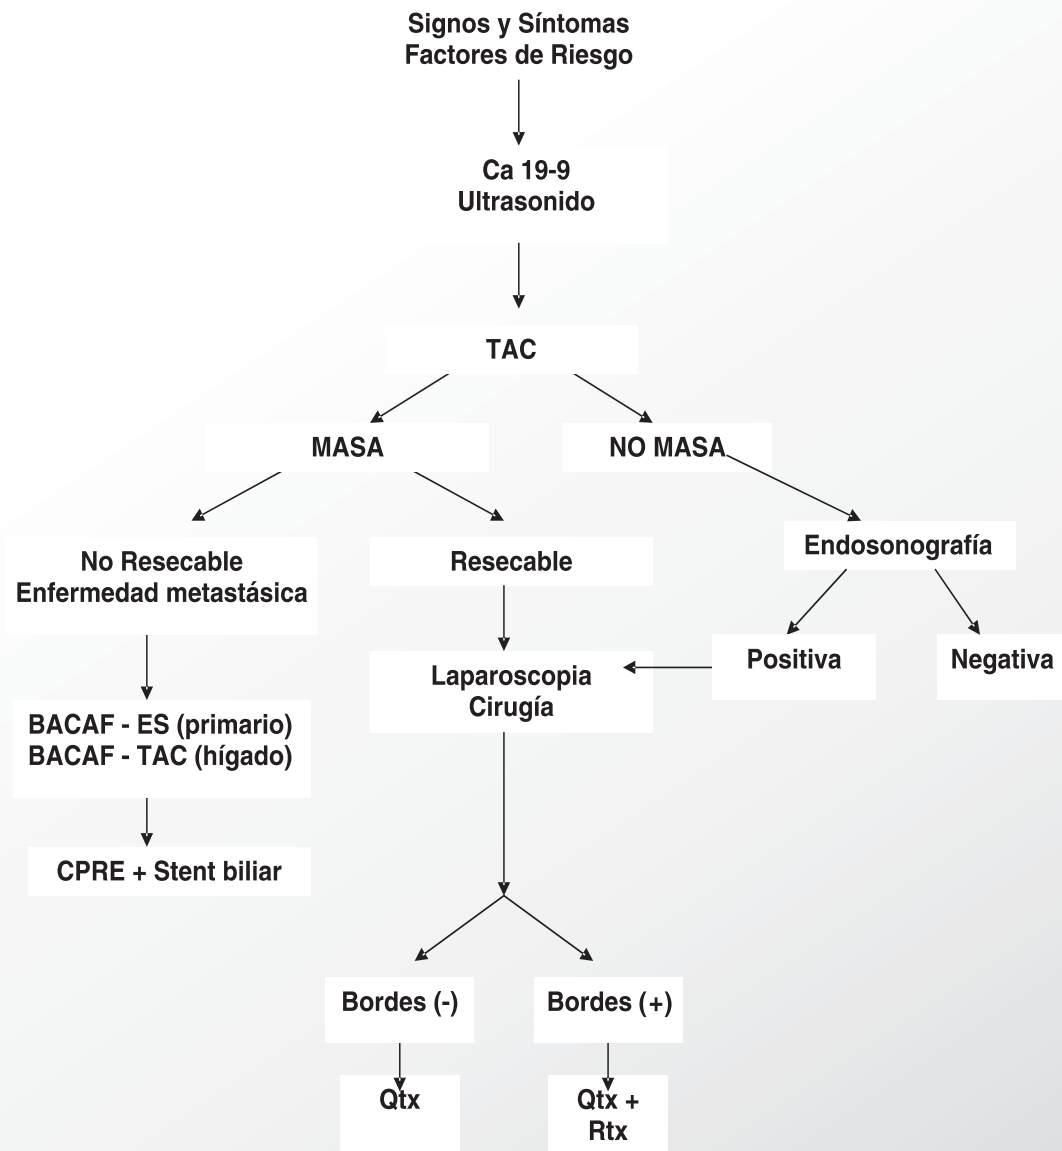 Signos y Síntomas
Factores de Riesgo
Ca 19-9
Ultrasonido
TAC
MASA
NO MASA
No Resecable
Enfermedad metastásica
Resecable
Endosonografía
Positiva
Negativa
Laparoscopia
Cirugía
BACAF - ES (primario)
BACAF - TAC (hígado)
CPRE + Stent biliar
Bordes (-)
Bordes (+)
Qtx
Qtx +
Rtx